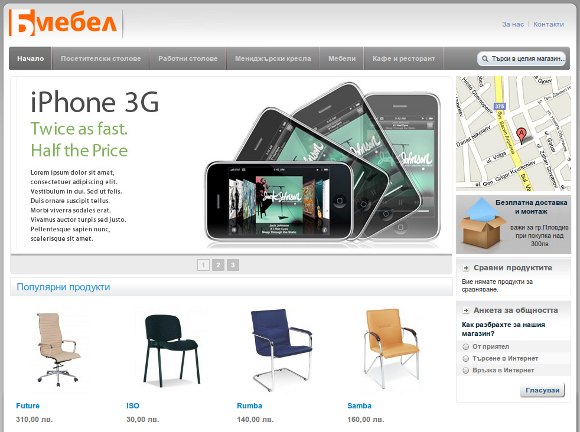 Бмебел
За нас | Контакти
Начало Посетителски столове Работни столове Мениджърски кресла Мебели Кафе и ресторант Търси в целия магазин...
iPhone 3G
Twice as fast.
Half the Price
Lorem ipsum dolor sit amet,
consectetuer adipiscing elit.
Vestibulum in dui. Sed ut felis.
Duis ornare suscipit tellus.
Morbi viverra sodales erat.
Vivamus auctor turpis sed justo.
Pellentesque sapien nunc,
scelerisque sit amet.
1 2 3
375
A
Безплатна доставка
и монтаж
важи за гр.Пловдив
при покупка над
300лв.
Сравни продуктите
Вие нямате продукти за
сравняване.
Анкета за общността
Как разбрахте за нашия
магазин?
От приятел
Търсене в Интернет
Връзка в Интернет
Гласувай
Популярни продукти
Future ISO Rumba Samba
310,00 лв. 30,00 лв. 140,00 лв. 160,00 лв.